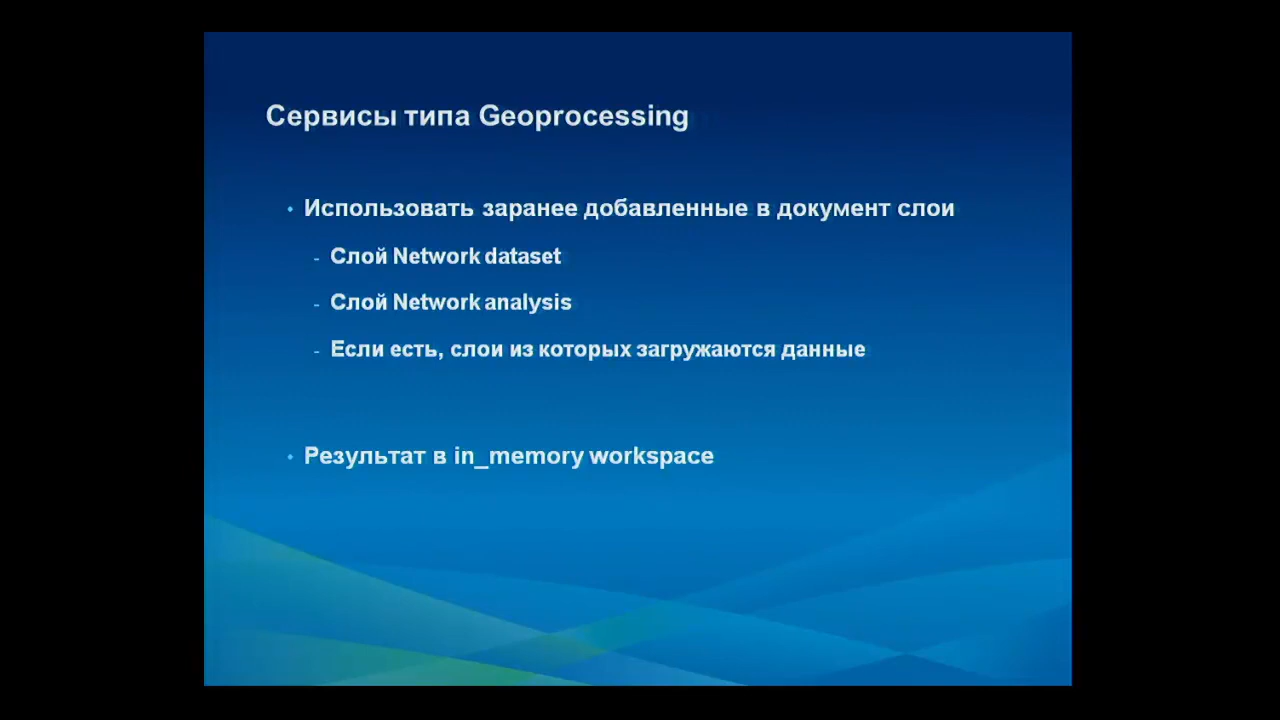 Сервисы типа Geoprocessing
• Использовать заранее добавленные в документ слои
- Слой Network dataset
- Слой Network analysis
- Если есть, слои из которых загружаются данные
• Результат в in_memory workspace